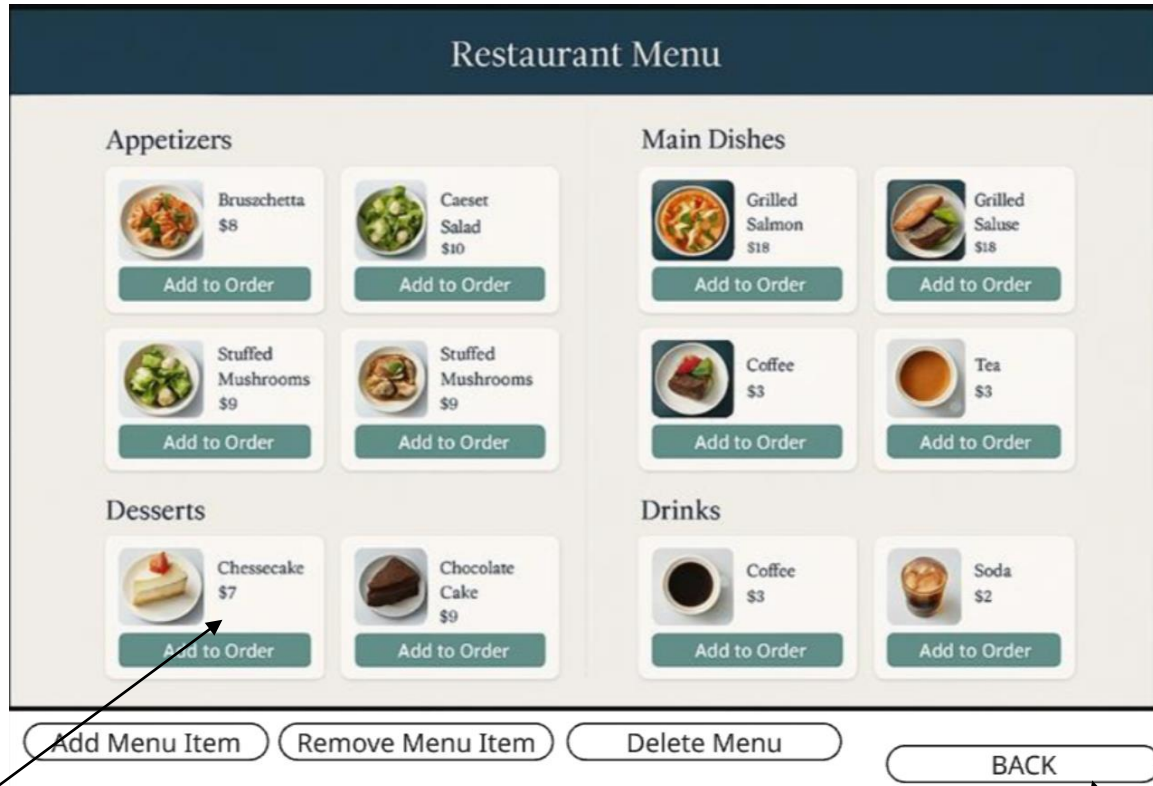 Restaurant Menu
Appetizers
Bruszchetta
$8
Add to Order
Caeset
Salad
$10
Add to Order
Stuffed
Mushrooms
$9
Add to Order
Stuffed
Mushrooms
$9
Add to Order
Main Dishes
Grilled
Salmon
$18
Add to Order
Grilled
Saluse
$18
Add to Order
Coffee
$3
Add to Order
Tea
$3
Add to Order
Desserts
Chessecake
$7
Add to Order
Chocolate
Cake
$9
Add to Order
Drinks
Coffee
$3
Add to Order
Soda
$2
Add to Order
Add Menu Item
Remove Menu Item
Delete Menu
BACK